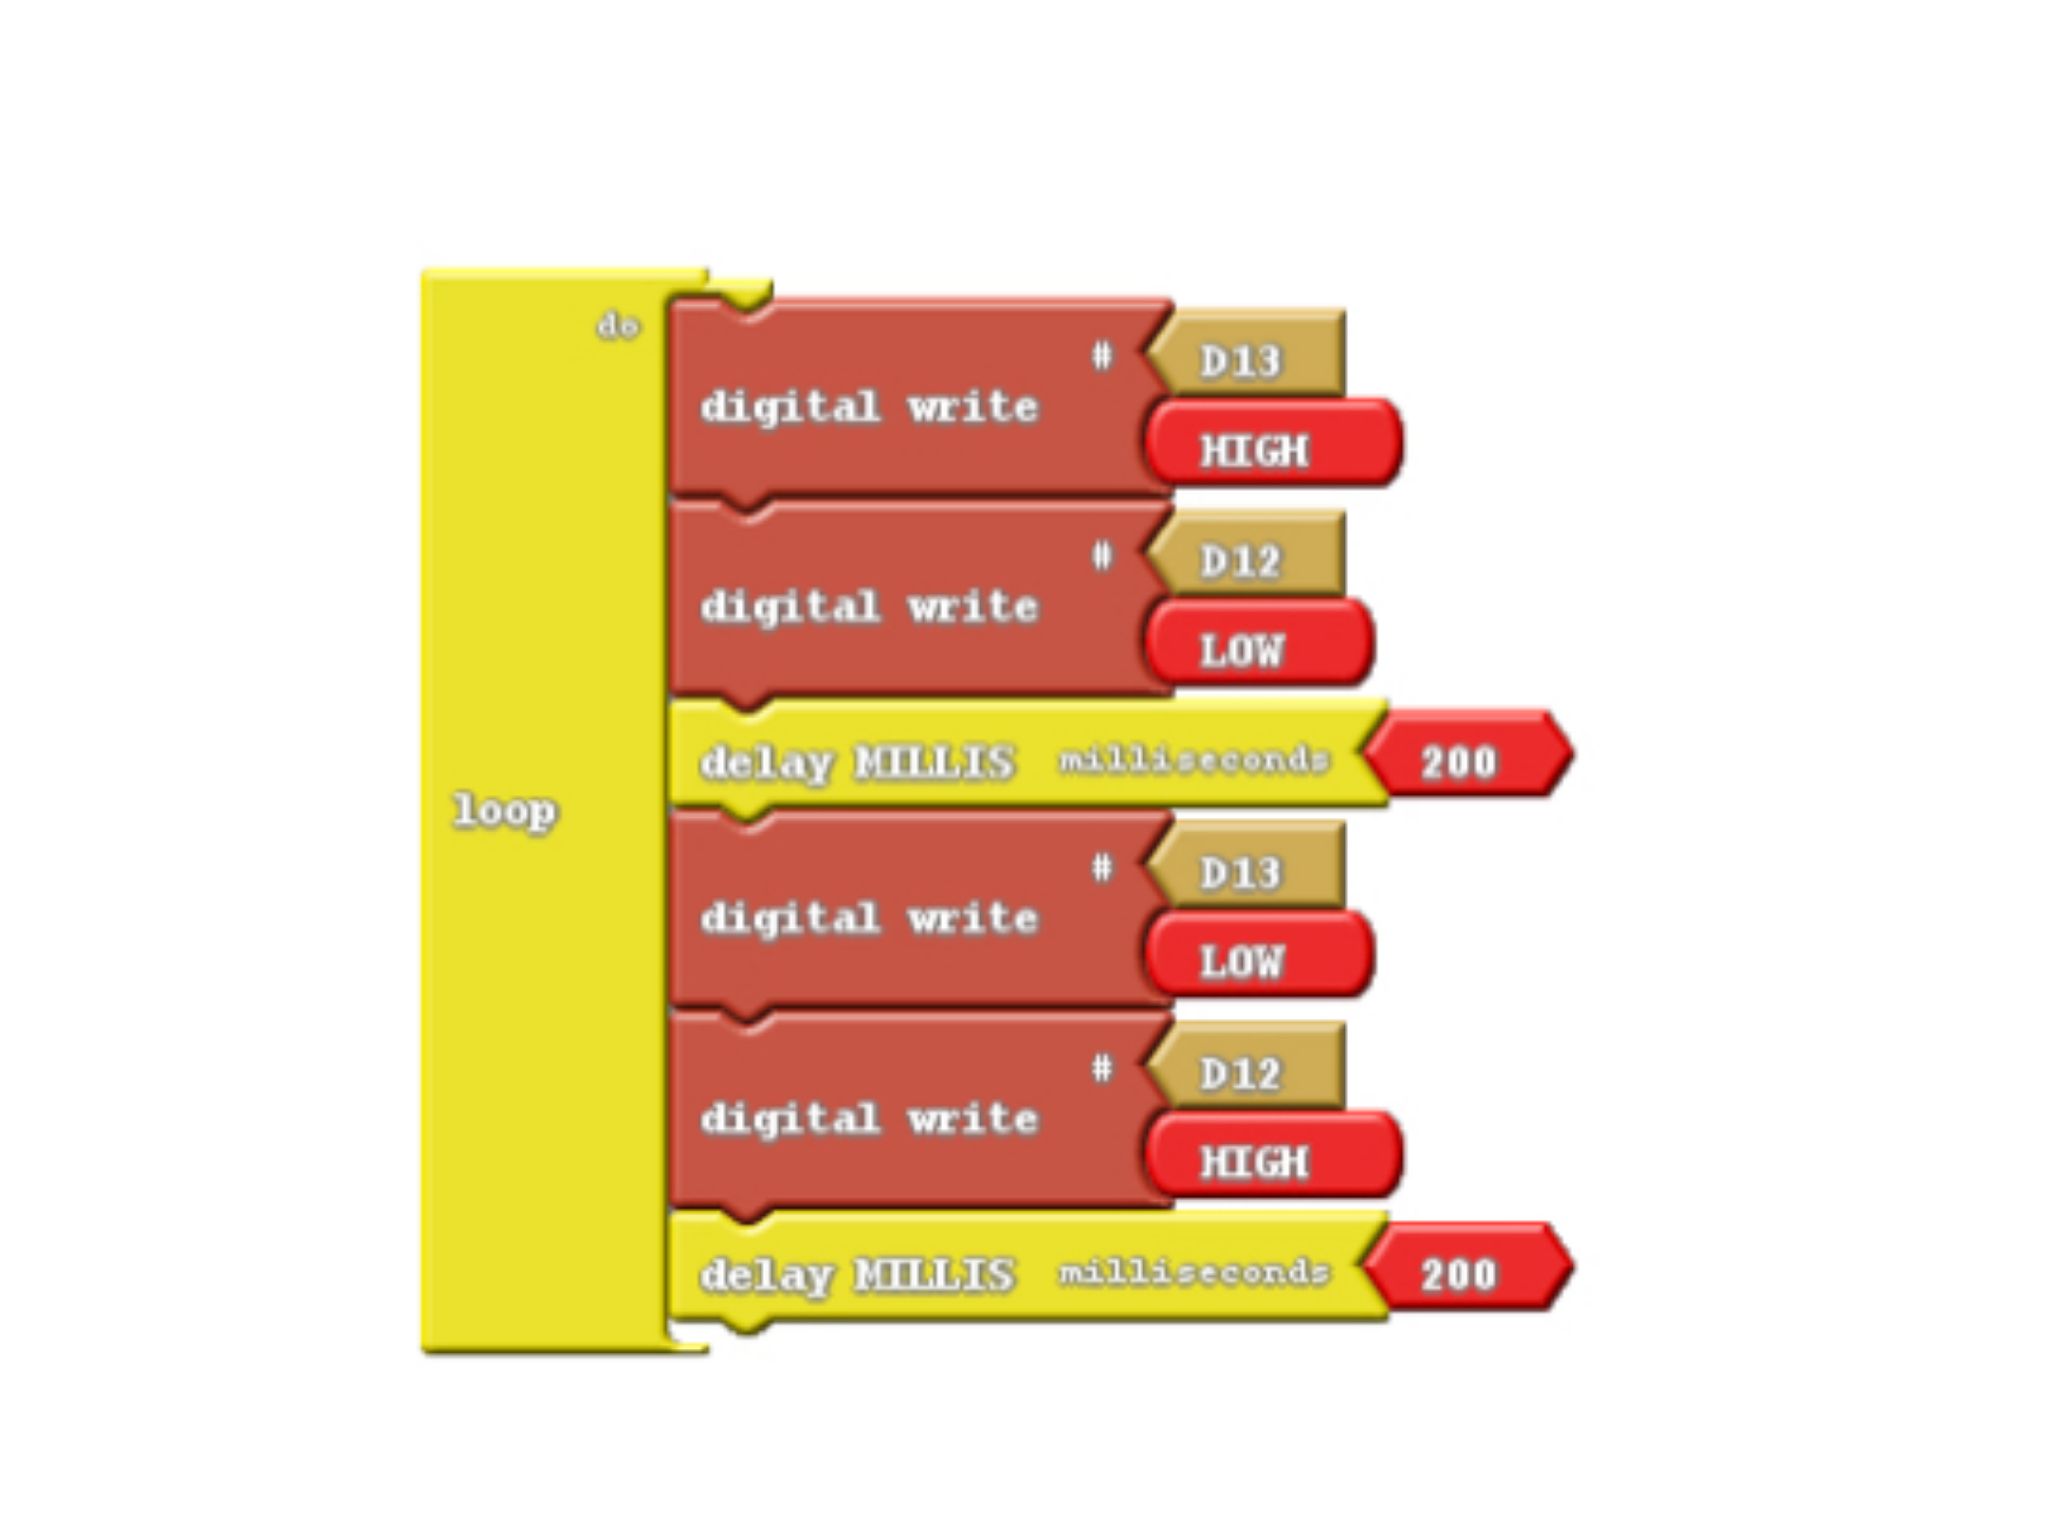 do
# D13
digital write
HIGH
# D12
digital write
LOW
delay MILLIS milliseconds 200
loop
# D13
digital write
LOW
# D12
digital write
HIGH
delay MILLIS milliseconds 200